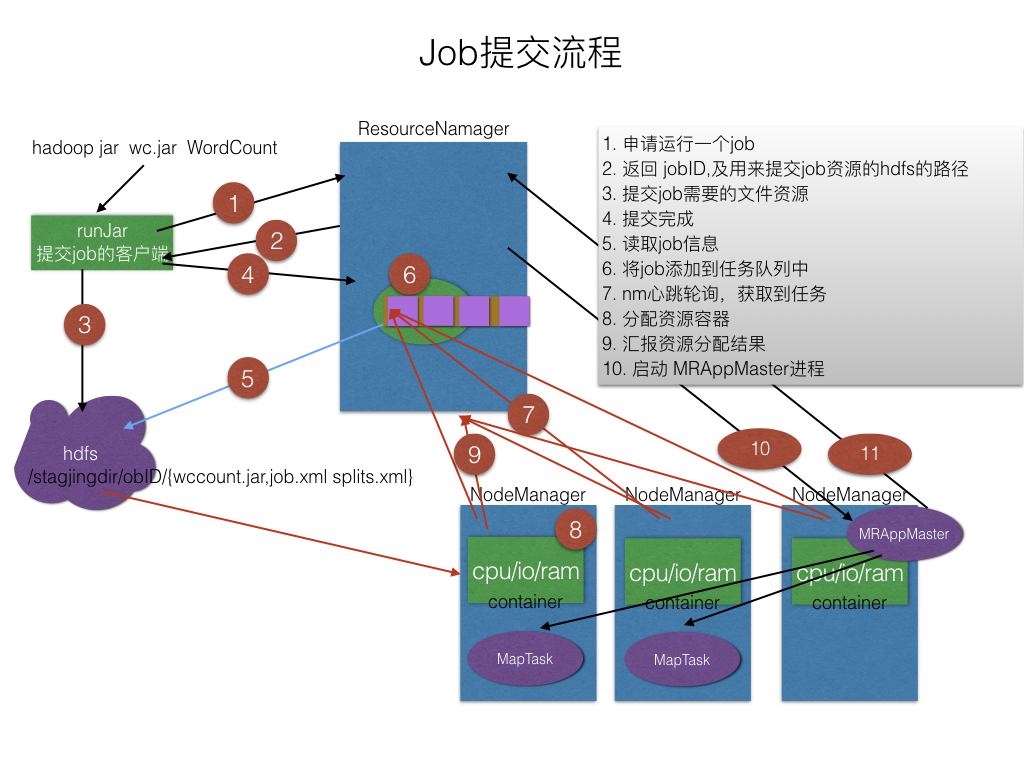 Job提交流程
hadoop jar  wc.jar  WordCount
ResourceNamager
runJar
提交job的客户端
1
2
3
4
5
6
7
8
9
10
11
1. 申请运行一个job
2. 返回 jobID,及用来提交job资源的hdfs的路径
3. 提交job需要的文件资源
4. 提交完成
5. 读取job信息
6. 将job添加到任务队列中
7. nm心跳轮询，获取到任务
8. 分配资源容器
9. 汇报资源分配结果
10. 启动 MRAppMaster进程
hdfs
/stagjingdir/obID/{wccount.jar,job.xml splits.xml}
NodeManager
cpu/io/ram
container
MapTask
NodeManager
cpu/io/ram
container
MapTask
NodeManager
MRAppMaster
cpu/io/ram
container